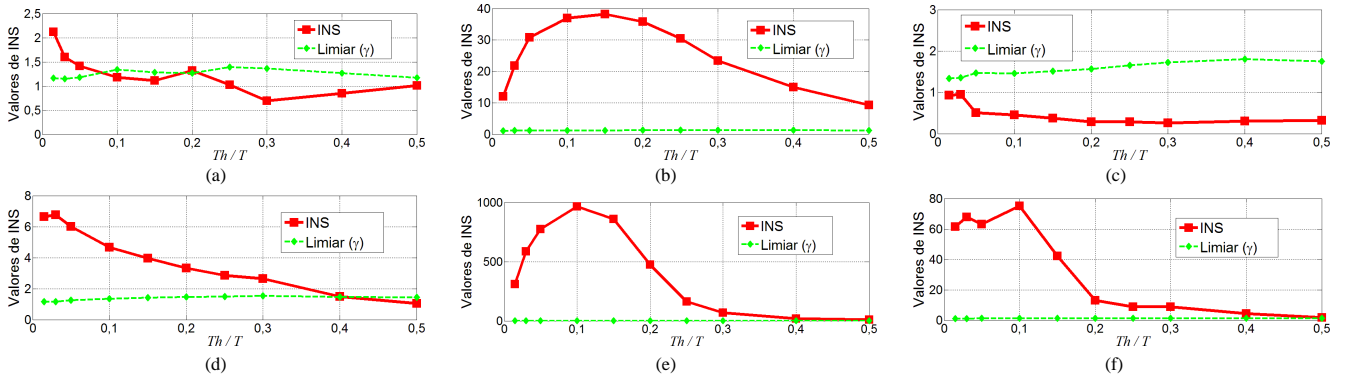 Valores de INS
2,5
2
1,5
1
0,5
0
INS
Limiar (γ)
0 0,1 0,2 0,3 0,4 0,5
Th / T
(a)
Valores de INS
40
30
20
10
0
INS
Limiar (γ)
0 0,1 0,2 0,3 0,4 0,5
Th / T
(b)
Valores de INS
3
2
1
0
INS
Limiar (γ)
0 0,1 0,2 0,3 0,4 0,5
Th / T
(c)
Valores de INS
8
6
4
2
0
INS
Limiar (γ)
0 0,1 0,2 0,3 0,4 0,5
Th / T
(d)
Valores de INS
1000
500
0
INS
Limiar (γ)
0 0,1 0,2 0,3 0,4 0,5
Th / T
(e)
Valores de INS
80
60
40
20
0
INS
Limiar (γ)
0 0,1 0,2 0,3 0,4 0,5
Th / T
(f)